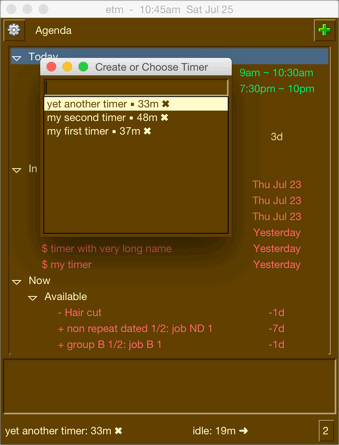 etm - 10:45am Sat Jul 25
Agenda
Today
9am ~ 10:30am
7:30pm ~ 10pm
3d
Create or Choose Timer
yet another timer ▪ 33m ✖
my second timer ▪ 48m ✖
my first timer ▪ 37m ✖
In
Thu Jul 23
Thu Jul 23
Thu Jul 23
Yesterday
$ timer with very long name Yesterday
$ my timer Yesterday
Now
Available
- Hair cut -1d
+ non repeat dated 1/2: job ND 1 -7d
+ group B 1/2: job B 1 -1d
yet another timer: 33m ✖ idle: 19m ➜ 2